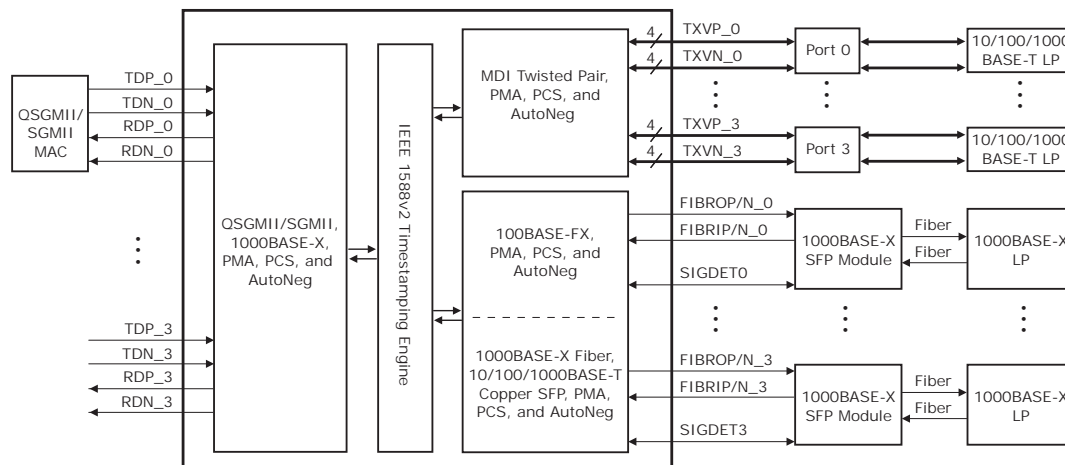 QSGMII/
SGMII
MAC
TDP_0
TDN_0
RDP_0
RDN_0
TDP_3
TDN_3
RDP_3
RDN_3
QSGMII/SGMII,
1000BASE-X,
PMA, PCS, and
AutoNeg
IEEE 1588v2 Timestamping Engine
MDI Twisted Pair,
PMA, PCS, and
AutoNeg
4
TXVP_0
4
TXVN_0
4
TXVP_3
4
TXVN_3
Port 0
Port 3
10/100/1000
BASE-T LP
10/100/1000
BASE-T LP
100BASE-FX,
PMA, PCS, and
AutoNeg
1000BASE-X Fiber,
10/100/1000BASE-T
Copper SFP, PMA,
PCS, and AutoNeg
FIBROP/N_0
FIBRIP/N_0
SIGDET0
1000BASE-X
SFP Module
Fiber
Fiber
1000BASE-X
LP
FIBROP/N_3
FIBRIP/N_3
SIGDET3
1000BASE-X
SFP Module
Fiber
Fiber
1000BASE-X
LP